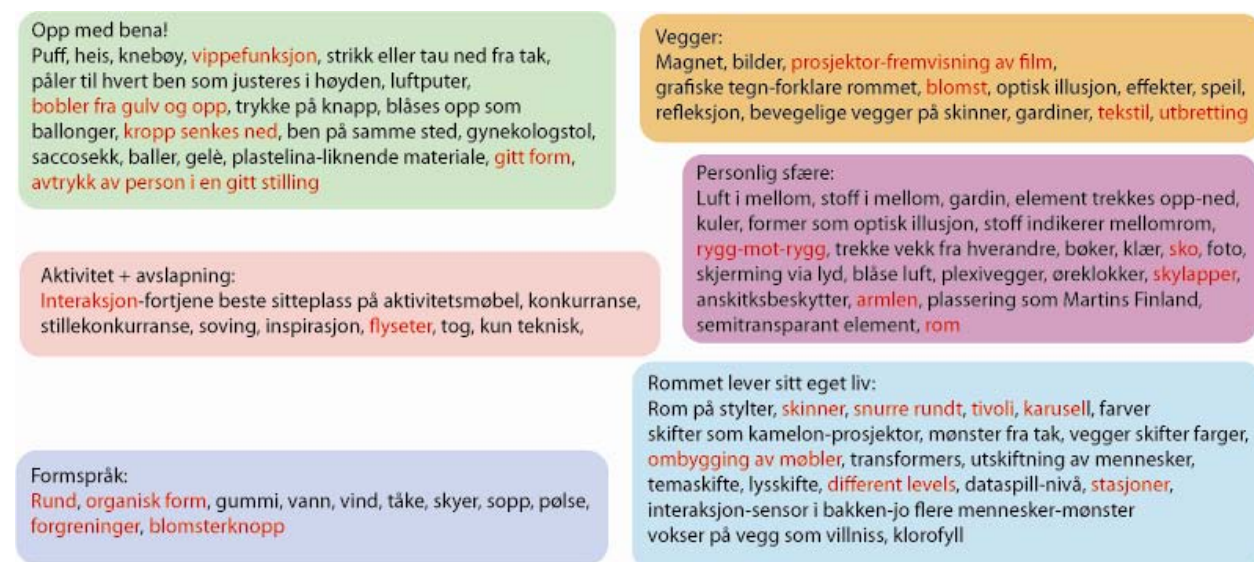 Opp med bena!
Puff, heis, knebøy, vippefunksjon, strikk eller tau ned fra tak,
påler til hvert ben som justeres i høyden, luftputer,
bobler fra gulv og opp, trykke på knapp, blåses opp som
ballonger, kropp senkes ned, ben på samme sted, gynekologstol,
saccosekk, baller, gelè, plastelina-liknende materiale, gitt form,
avtrykk av person i en gitt stilling
Aktivitet + avslapning:
Interaksjon-fortjene beste sitteplass på aktivitetsmøbel, konkurranse,
stillekonkurranse, soving, inspirasjon, flyseter, tog, kun teknisk,
Formspråk:
Rund, organisk form, gummi, vann, vind, tåke, skyer, sopp, pølse,
forgreninger, blomsterknopp
Vegger:
Magnet, bilder, prosjektor-fremvisning av film,
grafiske tegn-forklare rommet, blomst, optisk illusjon, effekter, speil,
refleksjon, bevegelige vegger på skinner, gardiner, tekstil, utbretting
Personlig sfære:
Luft i mellom, stoff i mellom, gardin, element trekkes opp-ned,
kuler, former som optisk illusjon, stoff indikerer mellomrom,
rygg-mot-rygg, trekke vekk fra hverandre, bøker, klær, sko, foto,
skjerming via lyd, blåse luft, plexivegger, øreklokker, skylapper,
anskitksbeskytter, armlen, plassering som Martins Finland,
semitransparant element, rom
Rommet lever sitt eget liv:
Rom på stylter, skinner, snurre rundt, tivoli, karusell, farver
skifter som kamelon-prosjektor, mønster fra tak, vegger skifter farger,
ombygging av møbler, transformers, utskiftning av mennesker,
temaskifte, lysskifte, different levels, dataspill-nivå, stasjoner,
interaksjon-sensor i bakken-jo flere mennesker-mønster
vokser på vegg som villniss, klorofyll